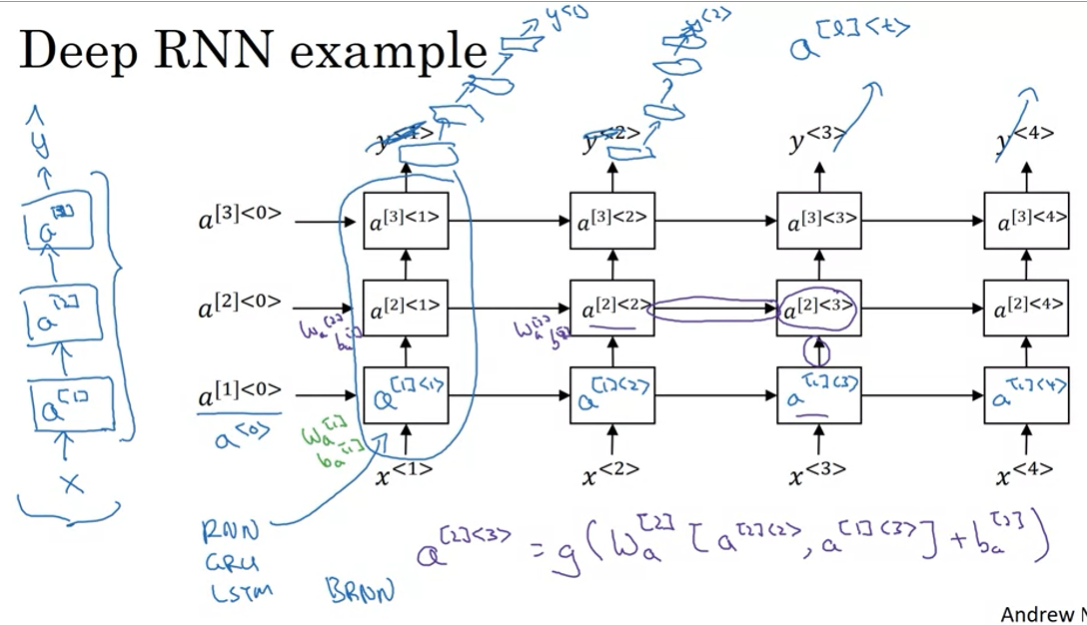 Deep RNN example
y<1>
y<2>
a^[l]<t>
ŷ
y<1> y<2> y<3> y<4>
a^[3]
a^[3]<0> a^[3]<1> a^[3]<2> a^[3]<3> a^[3]<4>
a^[2]
a^[2]<0> a^[2]<1> a^[2]<2> a^[2]<3> a^[2]<4>
W_a^[2] b_a^[2] W_a^[2] b_a^[2]
a^[1]
a^[1]<0> a^[1]<1> a^[1]<2> a^[1]<3> a^[1]<4>
a^<0>
W_a^[1]
b_a^[1]
x x<1> x<2> x<3> x<4>
RNN
GRU
LSTM BRNN
a^[2]<3> = g(W_a^[2] [a^[2]<2>, a^[1]<3>] + b_a^[2])
Andrew N